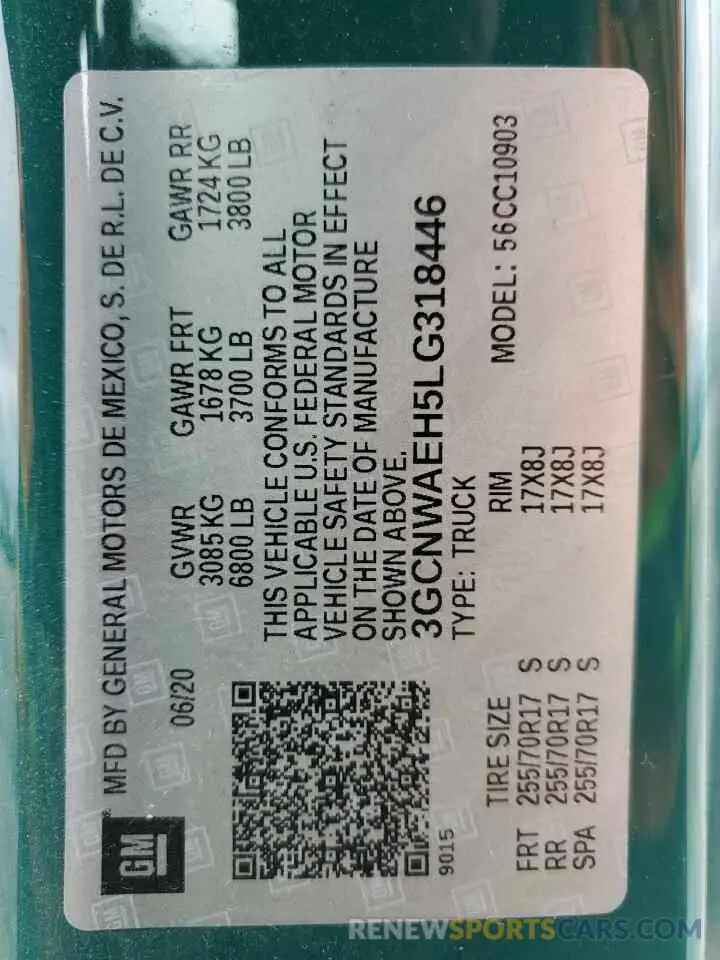 MFD BY GENERAL MOTORS DE MEXICO, S. DE R.L. DE C.V.
GM
06/20 GVWR GAWR FRT GAWR RR
3085 KG 1678 KG 1724 KG
6800 LB 3700 LB 3800 LB
THIS VEHICLE CONFORMS TO ALL
APPLICABLE U.S. FEDERAL MOTOR
VEHICLE SAFETY STANDARDS IN EFFECT
ON THE DATE OF MANUFACTURE
SHOWN ABOVE.
3GCNWAEH5LG318446
9015 TYPE: TRUCK
TIRE SIZE RIM MODEL: 56CC10903
FRT 255/70R17 S 17X8J
RR 255/70R17 S 17X8J
SPA 255/70R17 S 17X8J
RENEWSPORTSCARS.COM